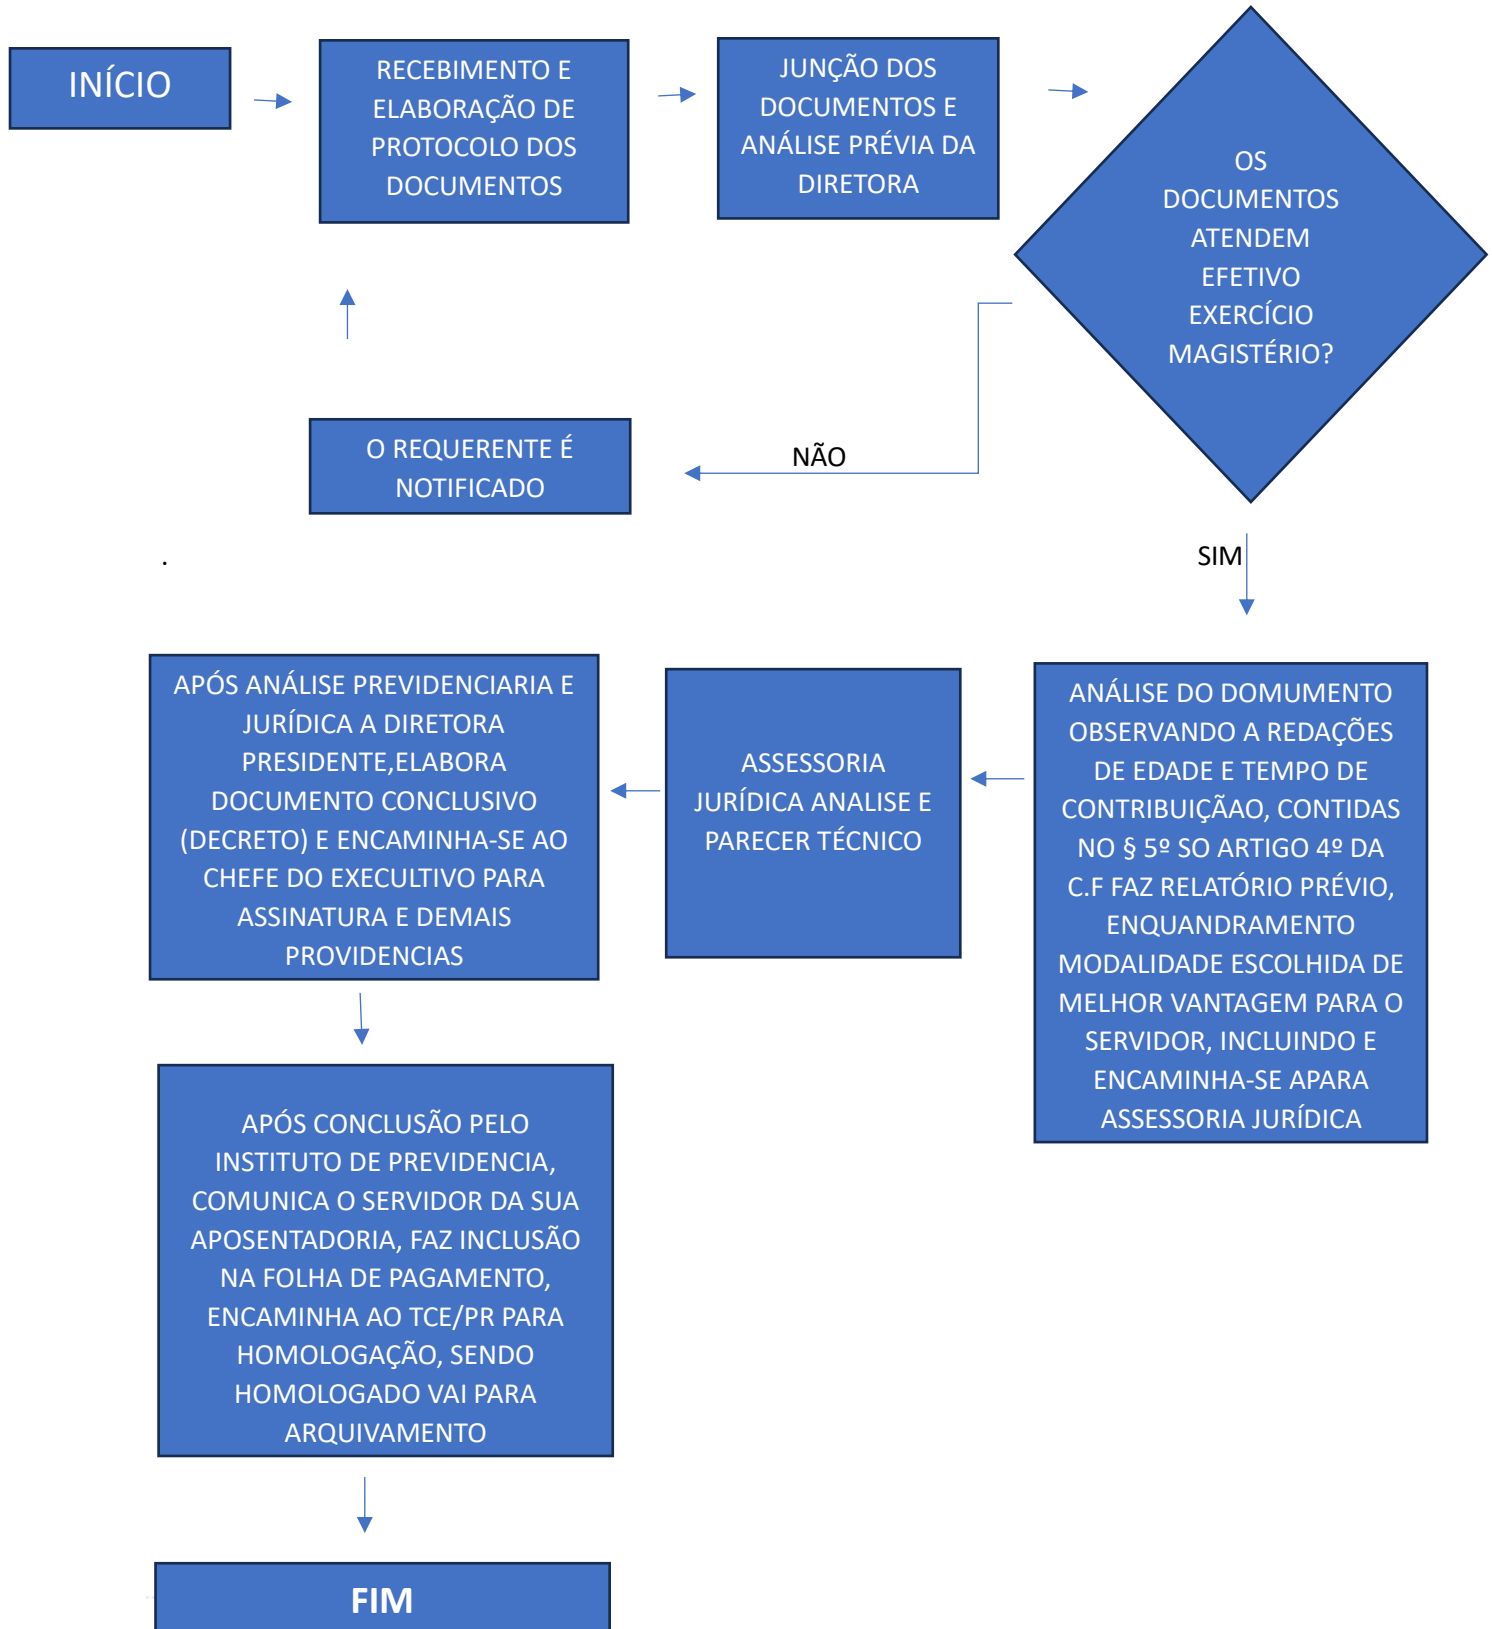 INÍCIO
RECEBIMENTO E
ELABORAÇÃO DE
PROTOCOLO DOS
DOCUMENTOS
JUNÇÃO DOS
DOCUMENTOS E
ANÁLISE PRÉVIA DA
DIRETORA
OS
DOCUMENTOS
ATENDEM
EFETIVO
EXERCÍCIO
MAGISTÉRIO?
O REQUERENTE É
NOTIFICADO
NÃO
.
SIM
ANÁLISE DO DOMUMENTO
OBSERVANDO A REDAÇÕES
DE EDADE E TEMPO DE
CONTRIBUIÇÃAO, CONTIDAS
NO § 5º SO ARTIGO 4º DA
C.F FAZ RELATÓRIO PRÉVIO,
ENQUANDRAMENTO
MODALIDADE ESCOLHIDA DE
MELHOR VANTAGEM PARA O
SERVIDOR, INCLUINDO E
ENCAMINHA-SE APARA
ASSESSORIA JURÍDICA
ASSESSORIA
JURÍDICA ANALISE E
PARECER TÉCNICO
APÓS ANÁLISE PREVIDENCIARIA E
JURÍDICA A DIRETORA
PRESIDENTE,ELABORA
DOCUMENTO CONCLUSIVO
(DECRETO) E ENCAMINHA-SE AO
CHEFE DO EXECULTIVO PARA
ASSINATURA E DEMAIS
PROVIDENCIAS
APÓS CONCLUSÃO PELO
INSTITUTO DE PREVIDENCIA,
COMUNICA O SERVIDOR DA SUA
APOSENTADORIA, FAZ INCLUSÃO
NA FOLHA DE PAGAMENTO,
ENCAMINHA AO TCE/PR PARA
HOMOLOGAÇÃO, SENDO
HOMOLOGADO VAI PARA
ARQUIVAMENTO
FIM